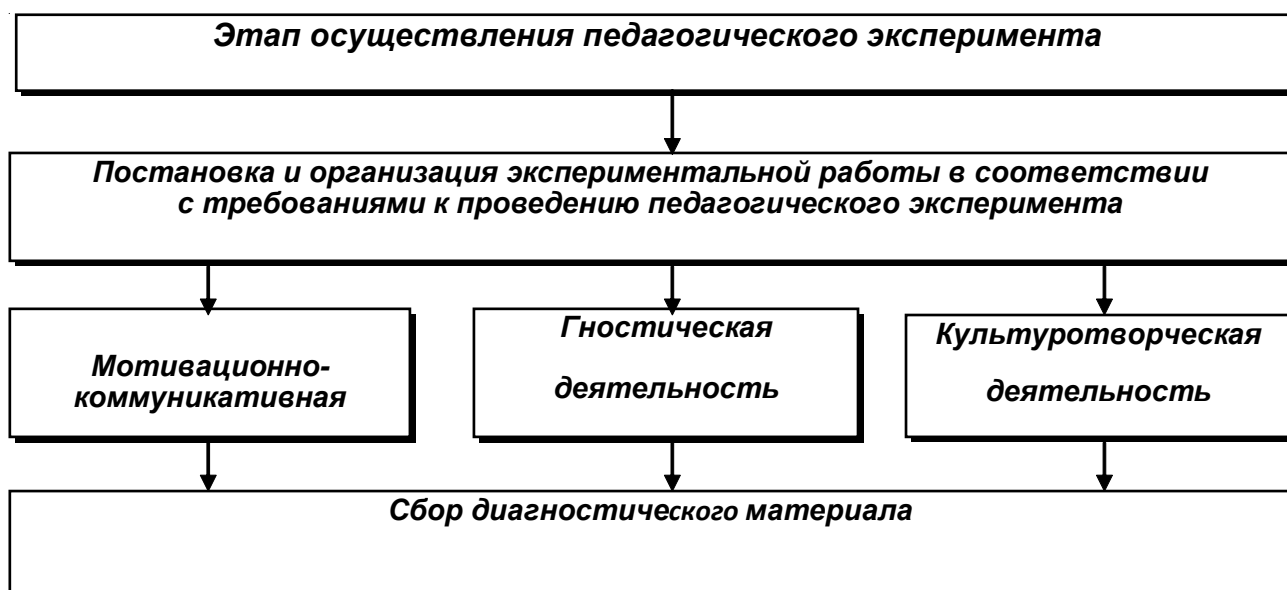 Этап осуществления педагогического эксперимента
Постановка и организация экспериментальной работы в соответствии
с требованиями к проведению педагогического эксперимента
Мотивационно-
коммуникативная
Гностическая
деятельность
Культуротворческая
деятельность
Сбор диагностического материала